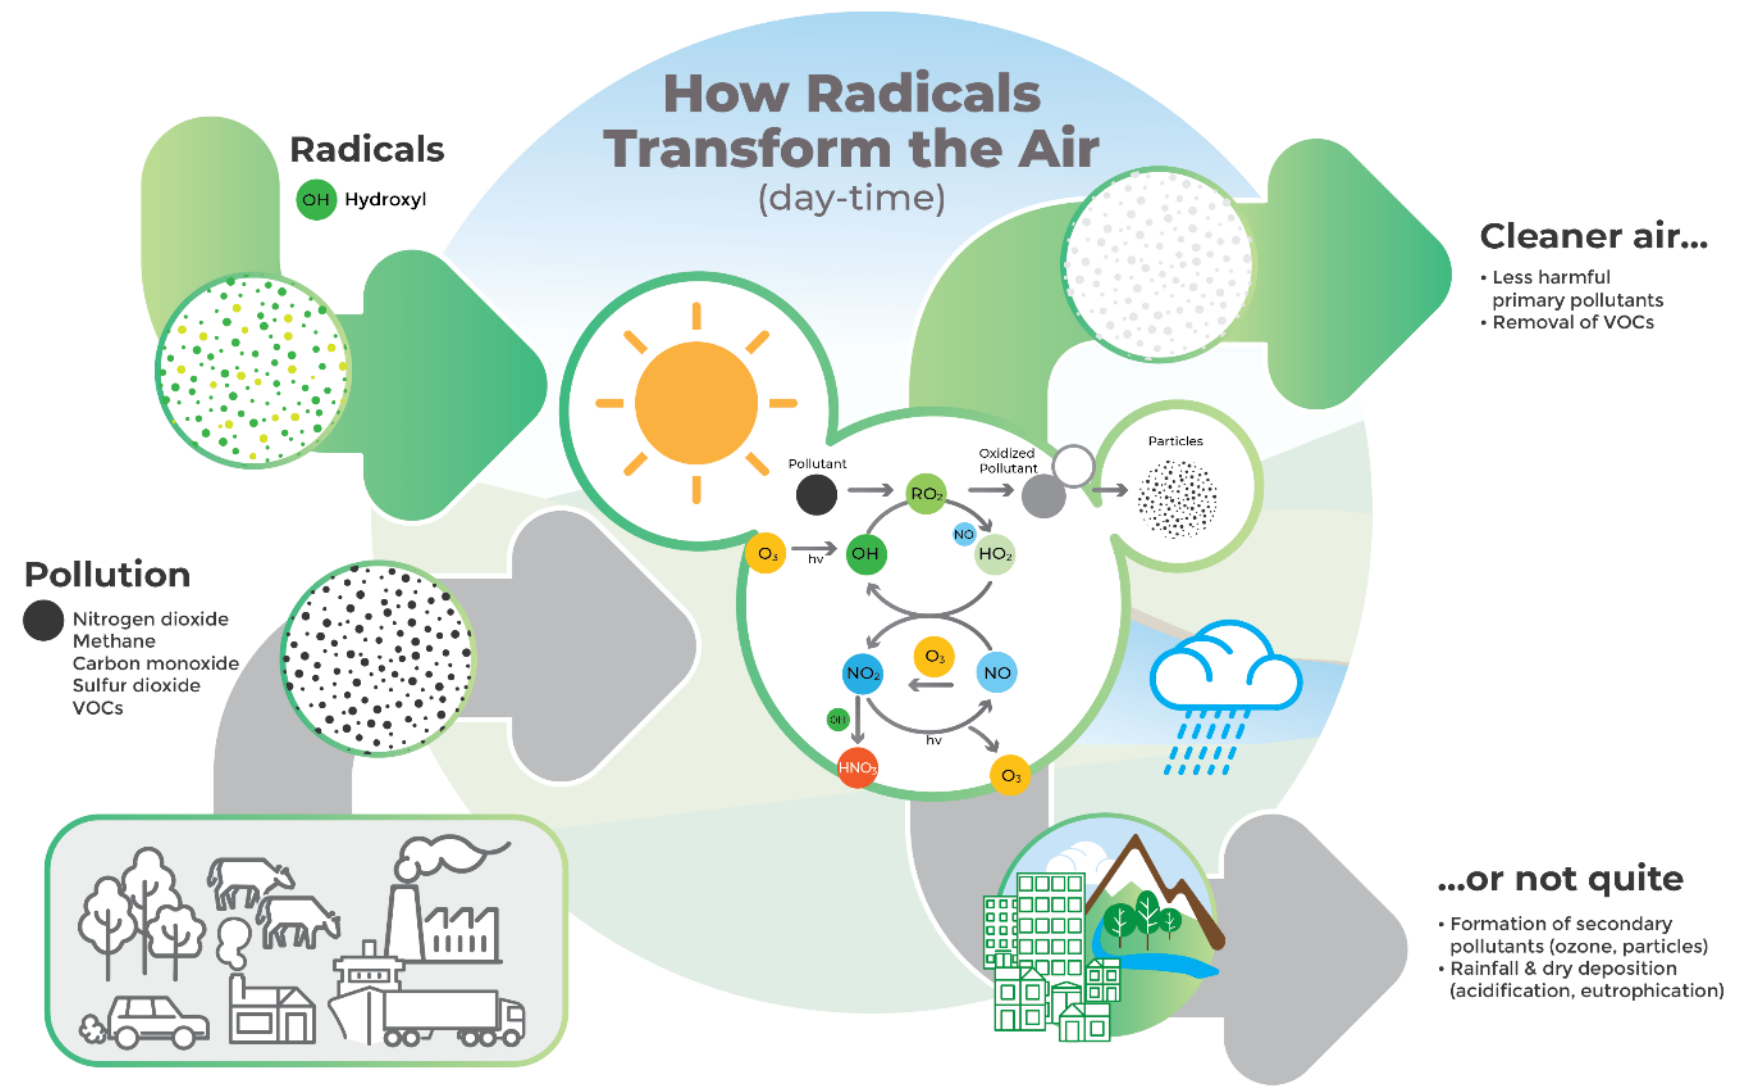 How Radicals
Transform the Air
(day-time)
Radicals
OH Hydroxyl
Pollution
Nitrogen dioxide
Methane
Carbon monoxide
Sulfur dioxide
VOCs
Pollutant
RO₂
Oxidized
Pollutant
Particles
O₃
hv
OH
NO
HO₂
NO₂
O₃
NO
OH
hv
HNO₃
O₃
Cleaner air...
• Less harmful
primary pollutants
• Removal of VOCs
...or not quite
• Formation of secondary
pollutants (ozone, particles)
• Rainfall & dry deposition
(acidification, eutrophication)